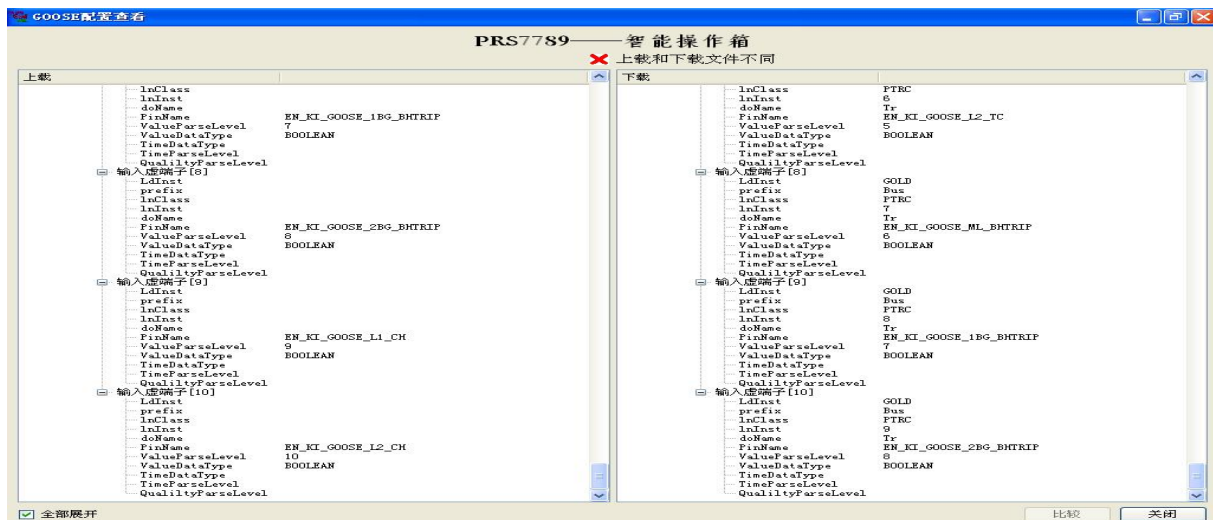 GOOSE配置查看
PRS7789——智能操作箱
上载和下载文件不同
上载
lnClass
lnInst
doName
PinName EN_KI_GOOSE_1BG_BHTRIP
ValueParseLevel 7
ValueDataType BOOLEAN
TimeDataType
TimeParseLevel
QualiltyParseLevel
输入虚端子[8]
LdInst
prefix
lnClass
lnInst
doName
PinName EN_KI_GOOSE_2BG_BHTRIP
ValueParseLevel 8
ValueDataType BOOLEAN
TimeDataType
TimeParseLevel
QualiltyParseLevel
输入虚端子[9]
LdInst
prefix
lnClass
lnInst
doName
PinName EN_KI_GOOSE_L1_CH
ValueParseLevel 9
ValueDataType BOOLEAN
TimeDataType
TimeParseLevel
QualiltyParseLevel
输入虚端子[10]
LdInst
prefix
lnClass
lnInst
doName
PinName EN_KI_GOOSE_L2_CH
ValueParseLevel 10
ValueDataType BOOLEAN
TimeDataType
TimeParseLevel
QualiltyParseLevel
下载
lnClass PTRC
lnInst 6
doName Tr
PinName EN_KI_GOOSE_L2_TC
ValueParseLevel 5
ValueDataType BOOLEAN
TimeDataType
TimeParseLevel
QualiltyParseLevel
输入虚端子[8]
LdInst GOLD
prefix Bus
lnClass PTRC
lnInst 7
doName Tr
PinName EN_KI_GOOSE_ML_BHTRIP
ValueParseLevel 6
ValueDataType BOOLEAN
TimeDataType
TimeParseLevel
QualiltyParseLevel
输入虚端子[9]
LdInst GOLD
prefix Bus
lnClass PTRC
lnInst 8
doName Tr
PinName EN_KI_GOOSE_1BG_BHTRIP
ValueParseLevel 7
ValueDataType BOOLEAN
TimeDataType
TimeParseLevel
QualiltyParseLevel
输入虚端子[10]
LdInst GOLD
prefix Bus
lnClass PTRC
lnInst 9
doName Tr
PinName EN_KI_GOOSE_2BG_BHTRIP
ValueParseLevel 8
ValueDataType BOOLEAN
TimeDataType
TimeParseLevel
QualiltyParseLevel
全部展开
比较 关闭